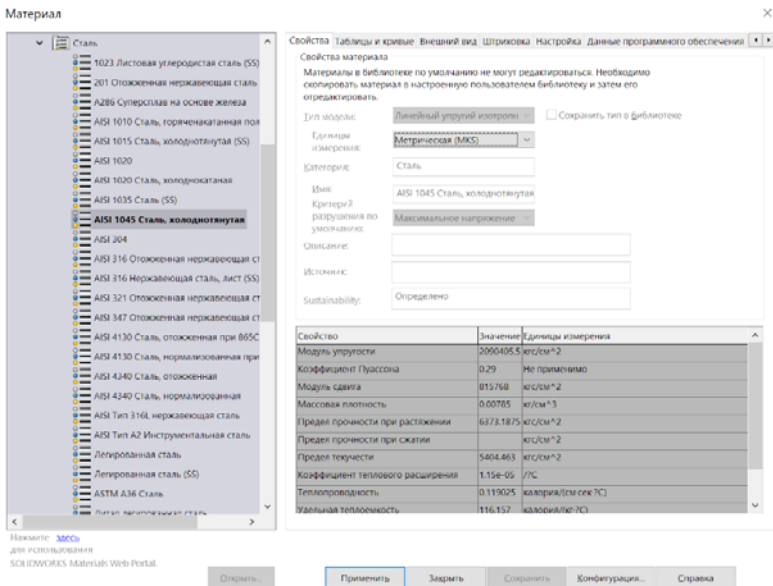 Материал
Сталь
1023 Листовая углеродистая сталь (SS)
201 Отожженная нержавеющая сталь
A286 Суперсплав на основе железа
AISI 1010 Сталь, горячекатанная пол
AISI 1015 Сталь, холоднотянутая (SS)
AISI 1020
AISI 1020 Сталь, холоднокатаная
AISI 1035 Сталь (SS)
AISI 1045 Сталь, холоднотянутая
AISI 304
AISI 316 Отожженная нержавеющая ст
AISI 316 Нержавеющая сталь, лист (SS)
AISI 321 Отожженная нержавеющая ст
AISI 347 Отожженная нержавеющая ст
AISI 4130 Сталь, отожженная при 865C
AISI 4130 Сталь, нормализованная при
AISI 4340 Сталь, отожженная
AISI 4340 Сталь, нормализованная
AISI Тип 316L нержавеющая сталь
AISI Тип A2 Инструментальная сталь
Легированная сталь
Легированная сталь (SS)
ASTM A36 Сталь
Литая легированная сталь
Нажмите здесь
для использования
SOLIDWORKS Materials Web Portal.
Открыть...
Свойства Таблицы и кривые Внешний вид Штриховка Настройка Данные программного обеспечения
Свойства материала
Материалы в библиотеке по умолчанию не могут редактироваться. Необходимо
скопировать материал в настроенную пользователем библиотеку и затем его
отредактировать.
Тип модели: Линейный упругий изотропн Сохранить тип в библиотеке
Единицы измерения: Метрическая (MKS)
Категория: Сталь
Имя: AISI 1045 Сталь, холоднотянутая
Критерий разрушения по умолчанию: Максимальное напряжение
Описание:
Источник:
Sustainability: Определено
Свойство Значение Единицы измерения
Модуль упругости 2090405.5 кгс/см^2
Коэффициент Пуассона 0.29 Не применимо
Модуль сдвига 815768 кгс/см^2
Массовая плотность 0.00785 кг/см^3
Предел прочности при растяжении 6373.1875 кгс/см^2
Предел прочности при сжатии кгс/см^2
Предел текучести 5404.463 кгс/см^2
Коэффициент теплового расширения 1.15e-05 /?C
Теплопроводность 0.119025 калория/(см·сек·?C)
Удельная теплоемкость 116.157 калория/(кг·?C)
Применить Закрыть Сохранить Конфигурация... Справка